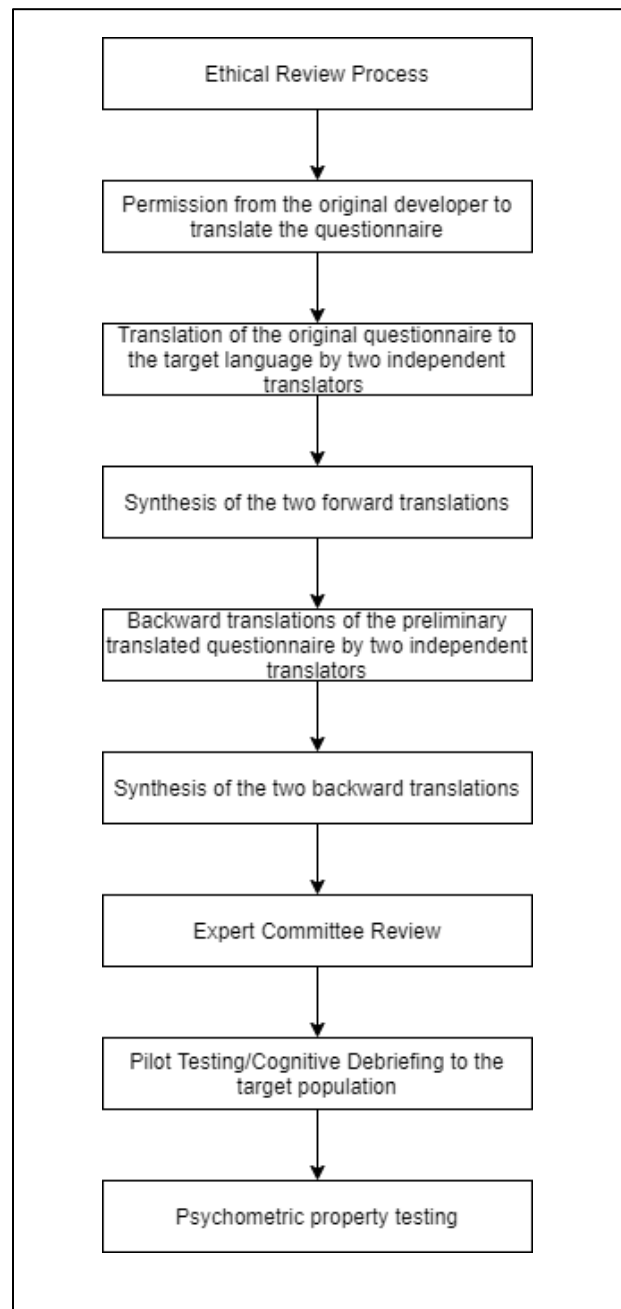 Ethical Review Process
Permission from the original developer to
translate the questionnaire
Translation of the original questionnaire to
the target language by two independent
translators
Synthesis of the two forward translations
Backward translations of the preliminary
translated questionnaire by two independent
translators
Synthesis of the two backward translations
Expert Committee Review
Pilot Testing/Cognitive Debriefing to the
target population
Psychometric property testing